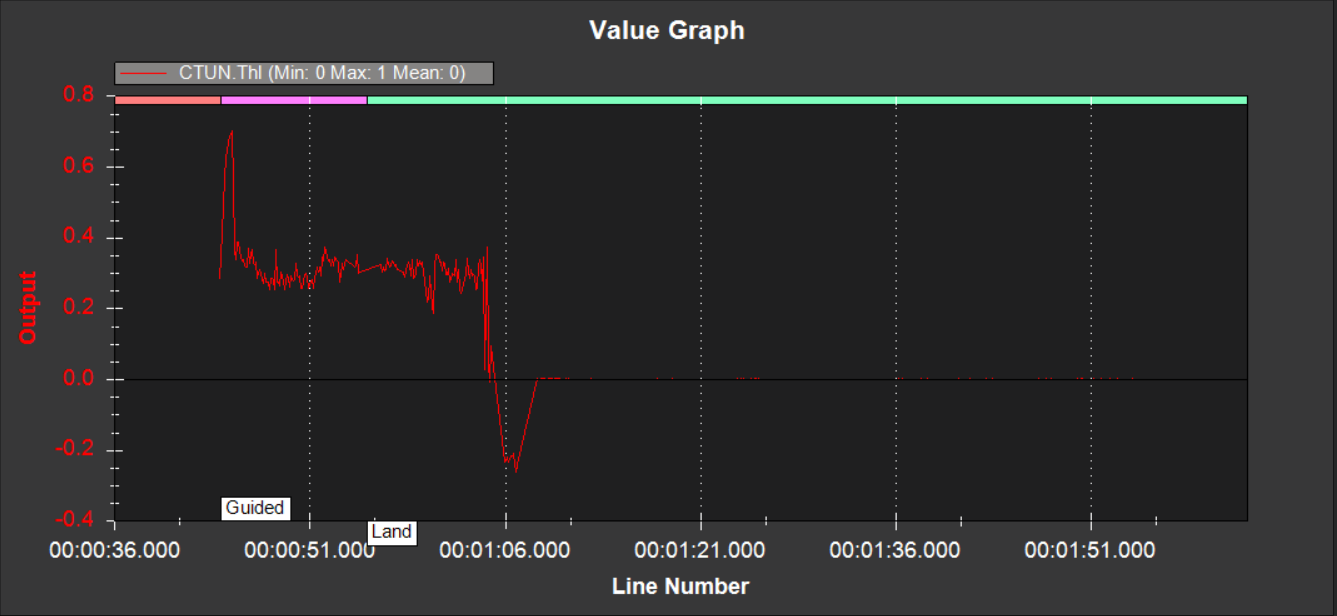 Value Graph
CTUN.ThI (Min: 0 Max: 1 Mean: 0)
0.8
0.6
0.4
0.2
0.0
-0.2
-0.4
Output
Guided
Land
00:00:36.000 00:00:51.000 00:01:06.000 00:01:21.000 00:01:36.000 00:01:51.000
Line Number